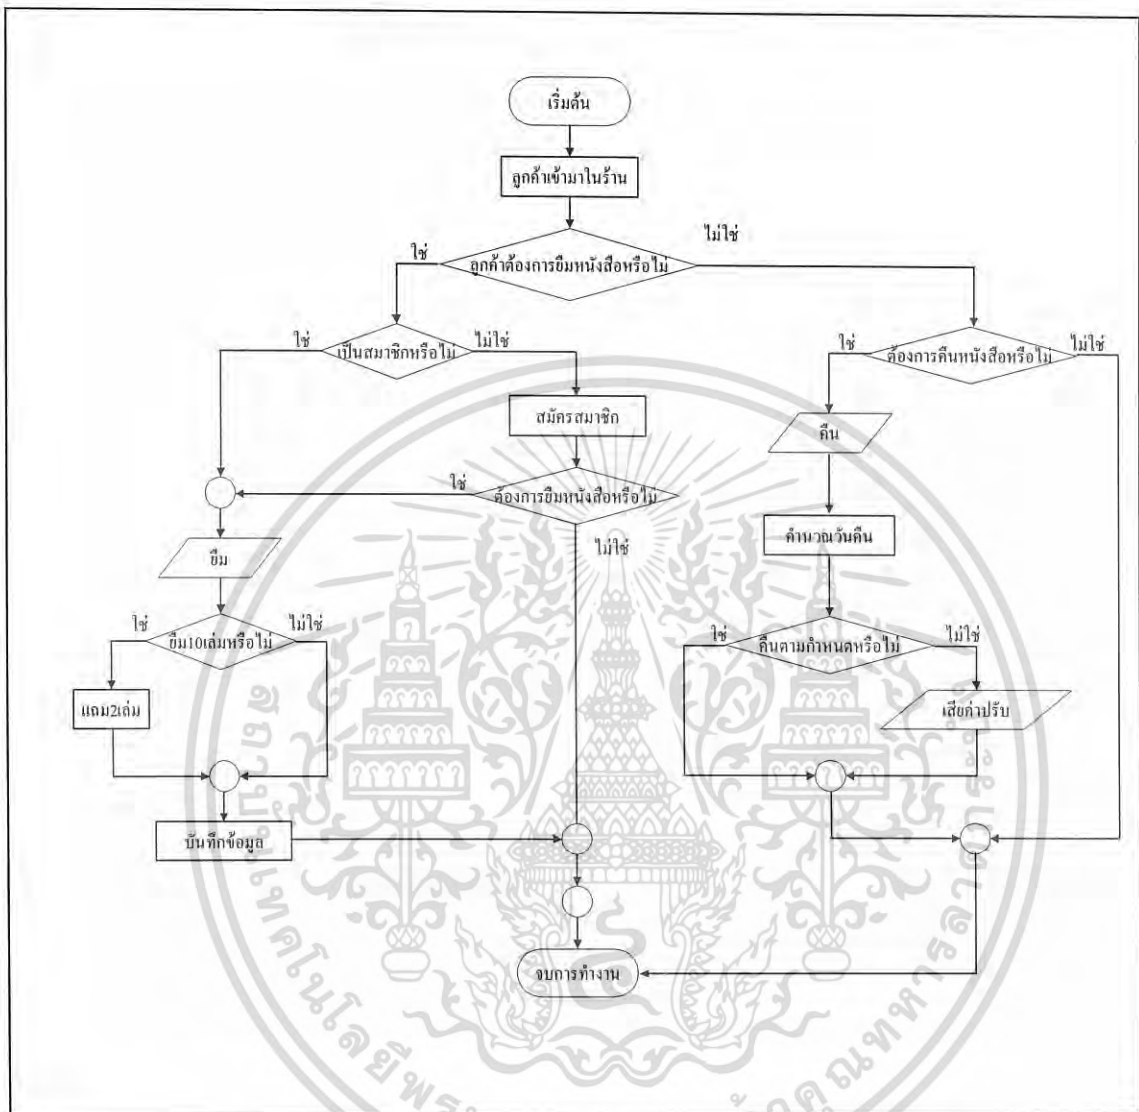 เริ่มต้น
ลูกค้าเข้ามาในร้าน
ลูกค้าต้องการยืมหนังสือหรือไม่
ใช่
ไม่ใช่
เป็นสมาชิกหรือไม่
ใช่
ไม่ใช่
ต้องการคืนหนังสือหรือไม่
ใช่
ไม่ใช่
สมัครสมาชิก
คืน
ต้องการยืมหนังสือหรือไม่
ใช่
ไม่ใช่
คำนวณวันคืน
ยืม
ยืม10เล่มหรือไม่
ใช่
ไม่ใช่
คืนตามกำหนดหรือไม่
ใช่
ไม่ใช่
แถม2เล่ม
เสียค่าปรับ
บันทึกข้อมูล
จบการทำงาน